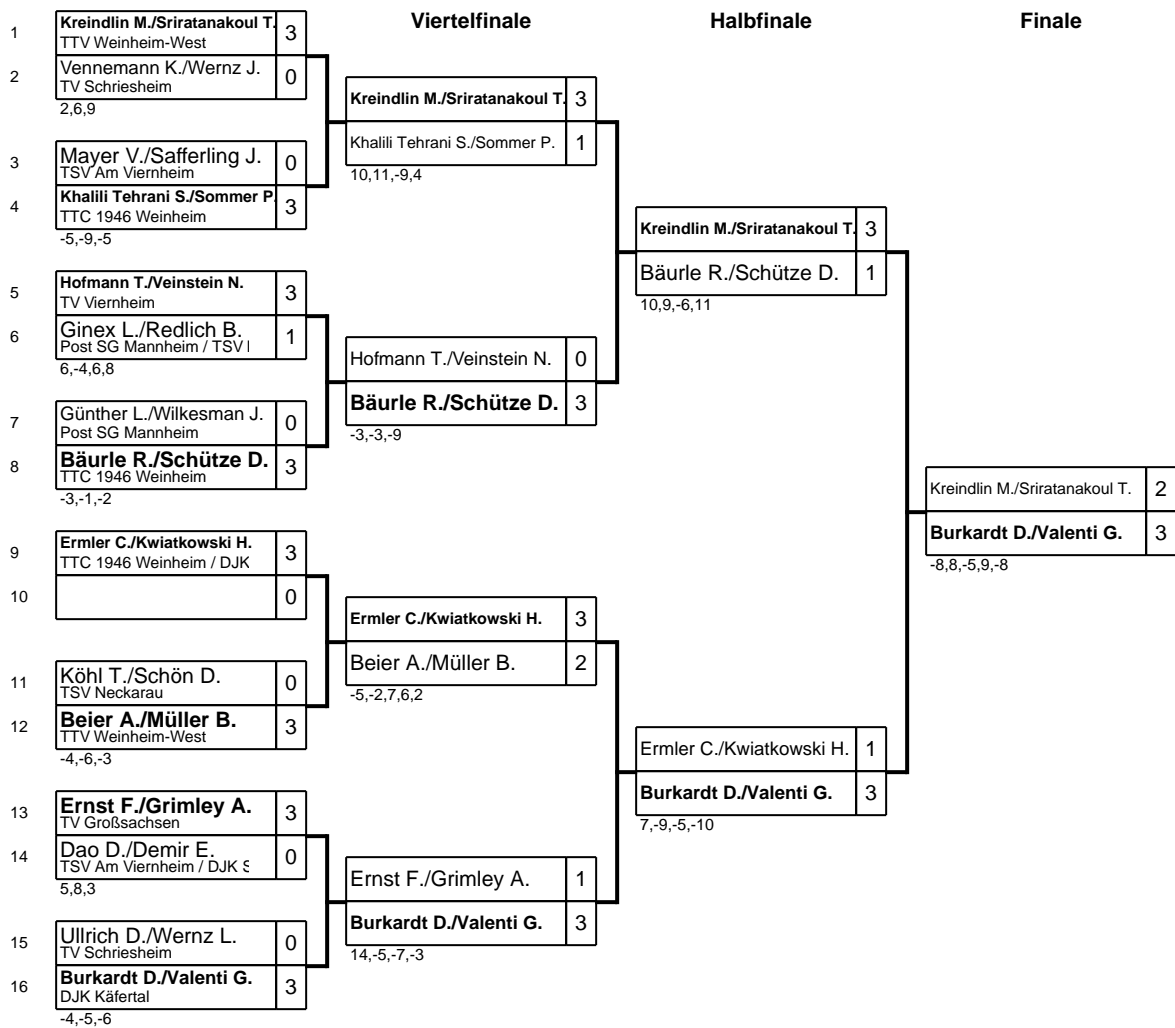 Viertelfinale
Halbfinale
Finale
1
Kreindlin M./Sriratanakoul T.
TTV Weinheim-West
3
2
Vennemann K./Wernz J.
TV Schriesheim
0
2,6,9
3
Mayer V./Safferling J.
TSV Am Viernheim
0
4
Khalili Tehrani S./Sommer P.
TTC 1946 Weinheim
3
-5,-9,-5
5
Hofmann T./Veinstein N.
TV Viernheim
3
6
Ginex L./Redlich B.
Post SG Mannheim / TSV
1
6,-4,6,8
7
Günther L./Wilkesman J.
Post SG Mannheim
0
8
Bäurle R./Schütze D.
TTC 1946 Weinheim
3
-3,-1,-2
9
Ermler C./Kwiatkowski H.
TTC 1946 Weinheim / DJK
3
10
0
11
Köhl T./Schön D.
TSV Neckarau
0
12
Beier A./Müller B.
TTV Weinheim-West
3
-4,-6,-3
13
Ernst F./Grimley A.
TV Großsachsen
3
14
Dao D./Demir E.
TSV Am Viernheim / DJK
0
5,8,3
15
Ullrich D./Wernz L.
TV Schriesheim
0
16
Burkardt D./Valenti G.
DJK Käfertal
3
-4,-5,-6
Kreindlin M./Sriratanakoul T.
3
Khalili Tehrani S./Sommer P.
1
10,11,-9,4
Hofmann T./Veinstein N.
0
Bäurle R./Schütze D.
3
-3,-3,-9
Ermler C./Kwiatkowski H.
3
Beier A./Müller B.
2
-5,-2,7,6,2
Ernst F./Grimley A.
1
Burkardt D./Valenti G.
3
14,-5,-7,-3
Kreindlin M./Sriratanakoul T.
3
Bäurle R./Schütze D.
1
10,9,-6,11
Ermler C./Kwiatkowski H.
1
Burkardt D./Valenti G.
3
7,-9,-5,-10
Kreindlin M./Sriratanakoul T.
2
Burkardt D./Valenti G.
3
-8,8,-5,9,-8